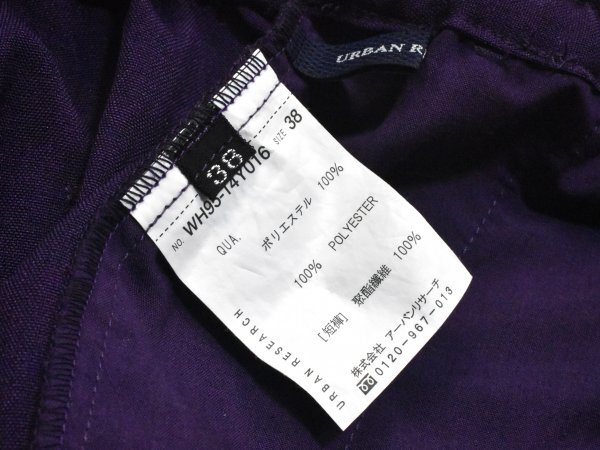 URBAN R
38
NO. WH95-14Y016 SIZE 38
QUA.
ポリエステル 100%
100% POLYESTER
聚酯纖維 100%
[短褲]
URBAN RESEARCH
株式会社 アーバンリサーチ
0120-967-013